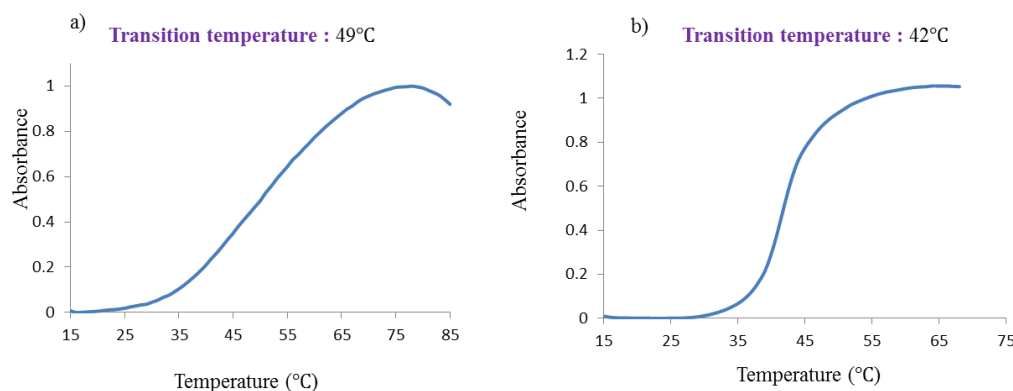 a)
Transition temperature : 49°C
1
0.8
0.6
0.4
0.2
0
15 25 35 45 55 65 75 85
Absorbance
Temperature (°C)
b)
Transition temperature : 42°C
1.2
1
0.8
0.6
0.4
0.2
0
15 25 35 45 55 65 75
Absorbance
Temperature (°C)